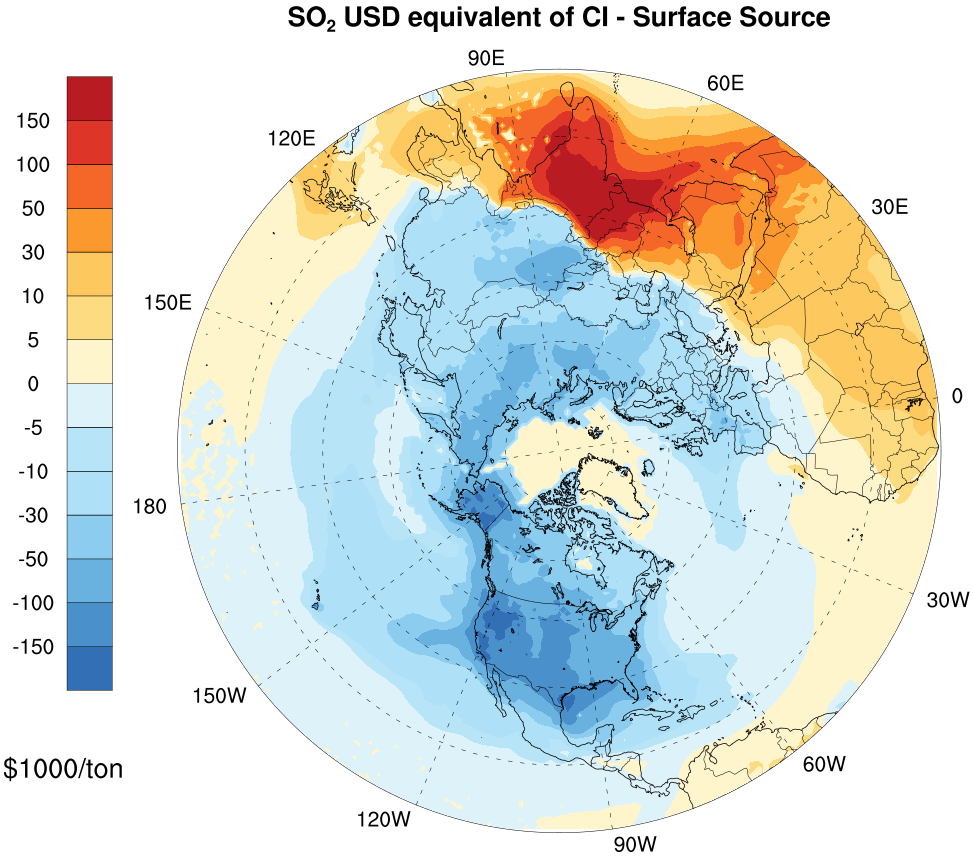 SO₂ USD equivalent of CI - Surface Source
90E
60E
120E
30E
150E
0
180
30W
150W
60W
120W
90W
150
100
50
30
10
5
0
-5
-10
-30
-50
-100
-150
$1000/ton